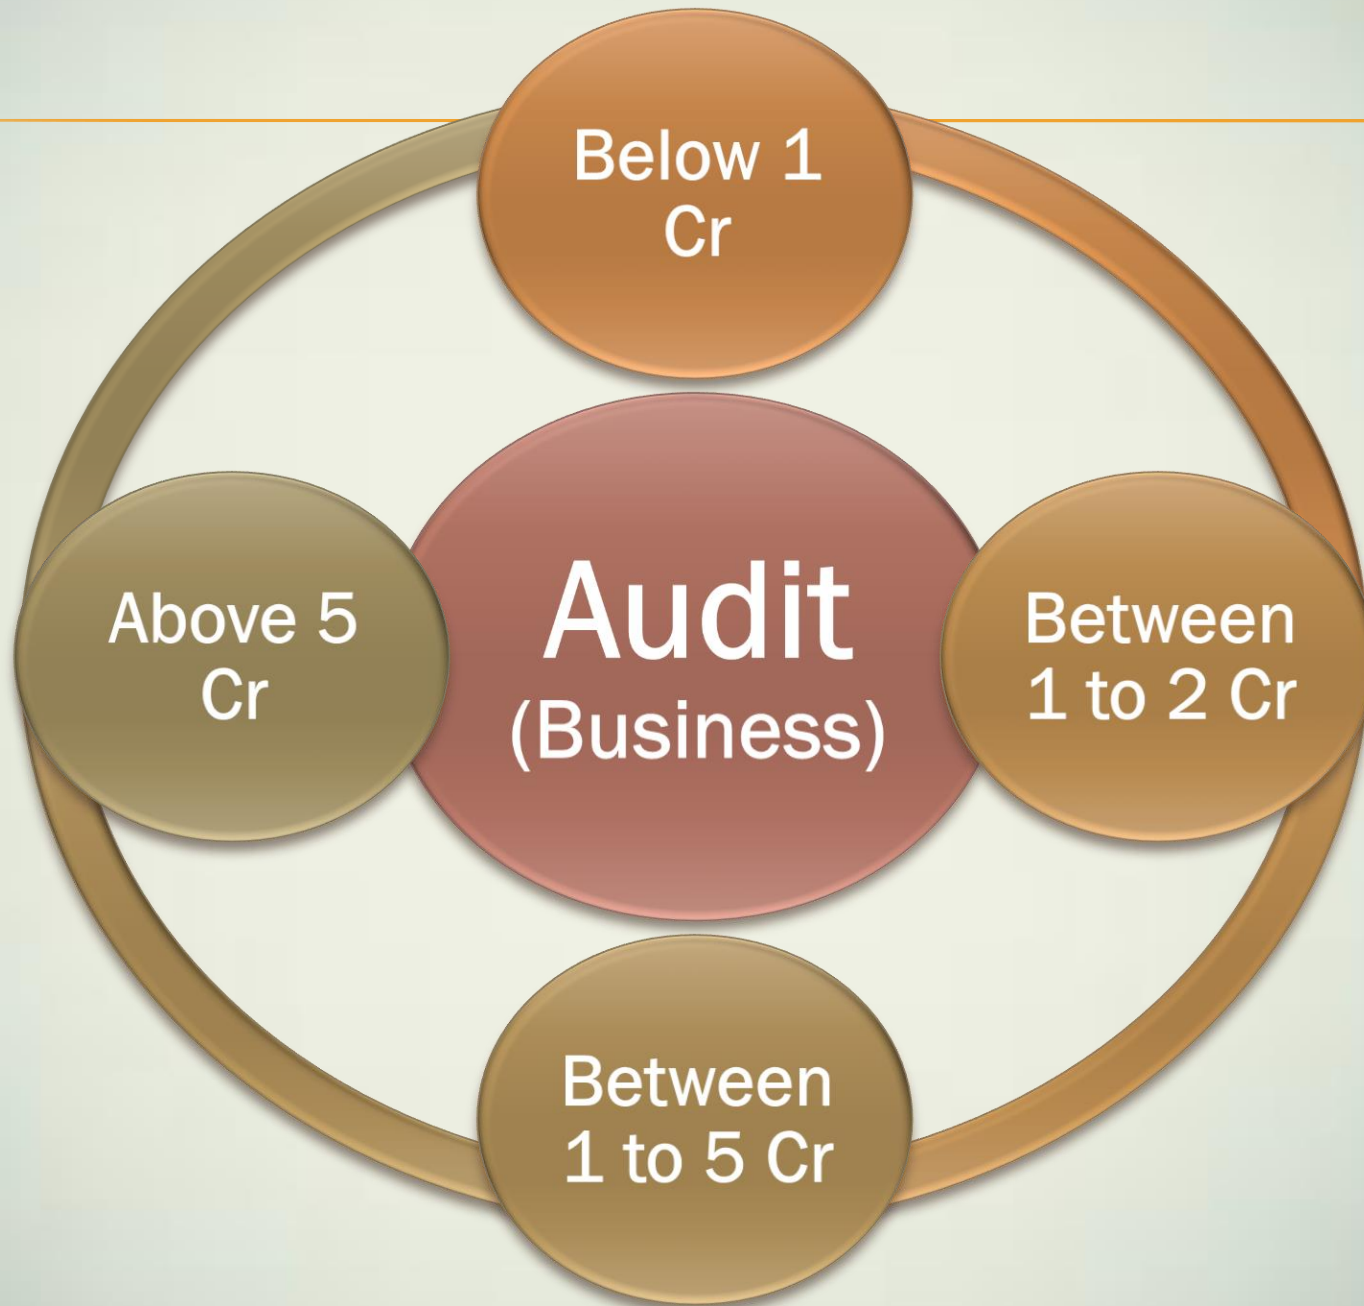 Below 1
Cr
Audit
(Business)
Above 5
Cr
Between
1 to 2 Cr
Between
1 to 5 Cr